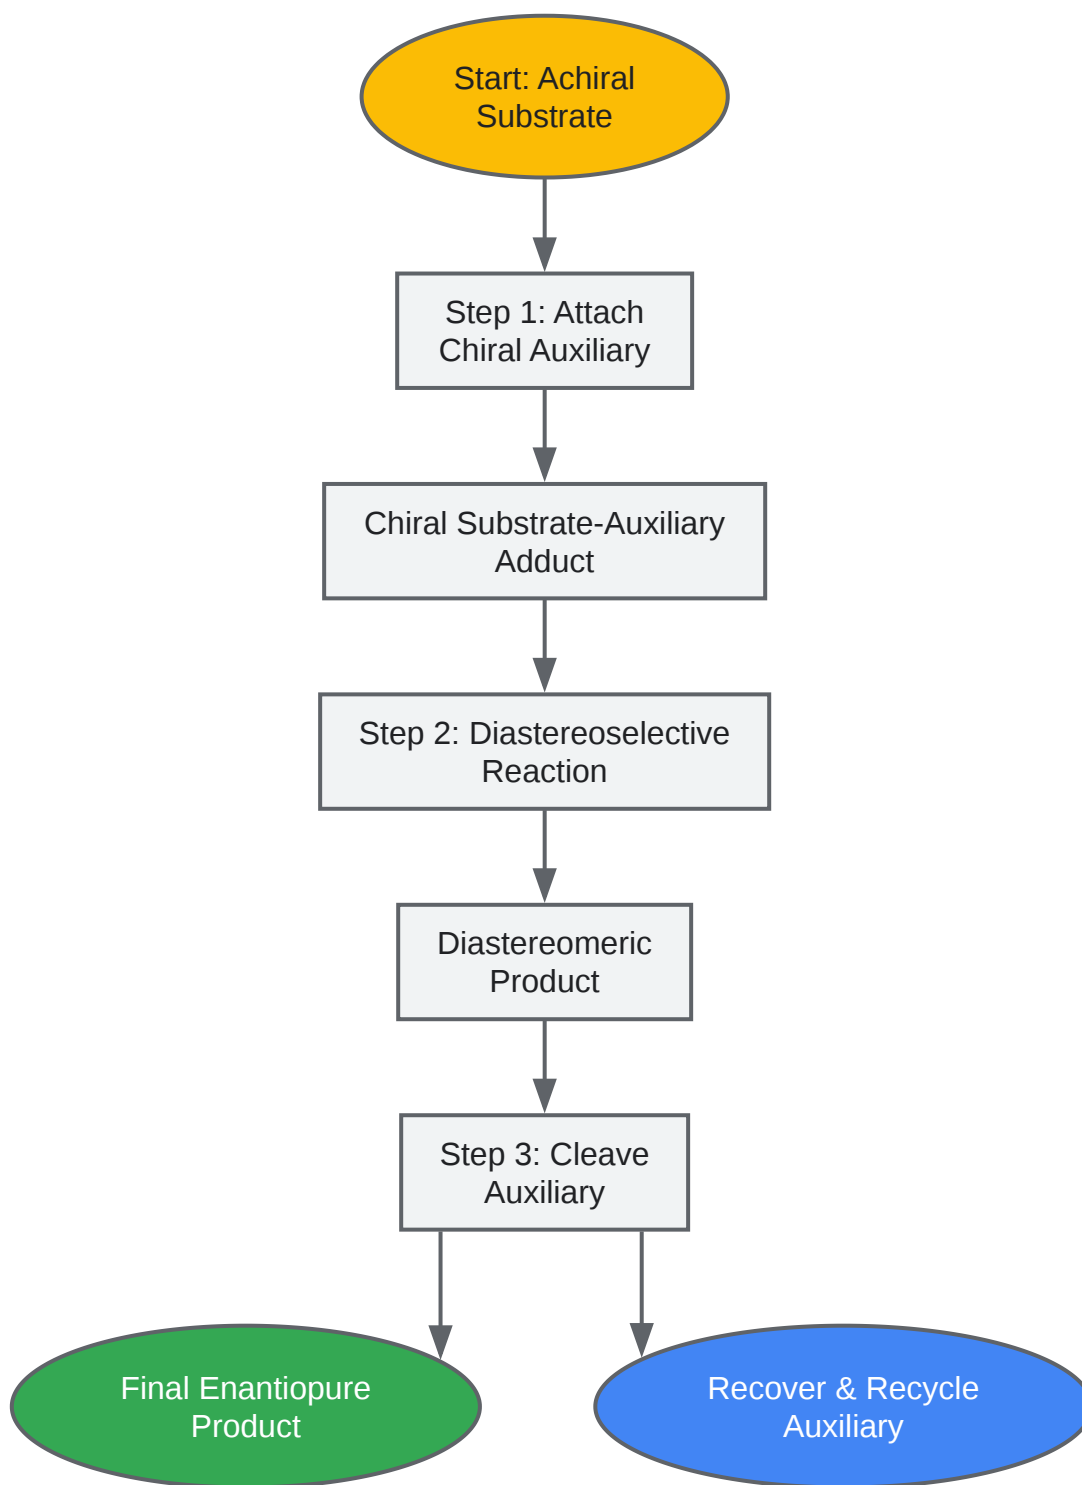 Start: Achiral
Substrate
Step 1: Attach
Chiral Auxiliary
Chiral Substrate-Auxiliary
Adduct
Step 2: Diastereoselective
Reaction
Diastereomeric
Product
Step 3: Cleave
Auxiliary
Final Enantiopure
Product
Recover & Recycle
Auxiliary